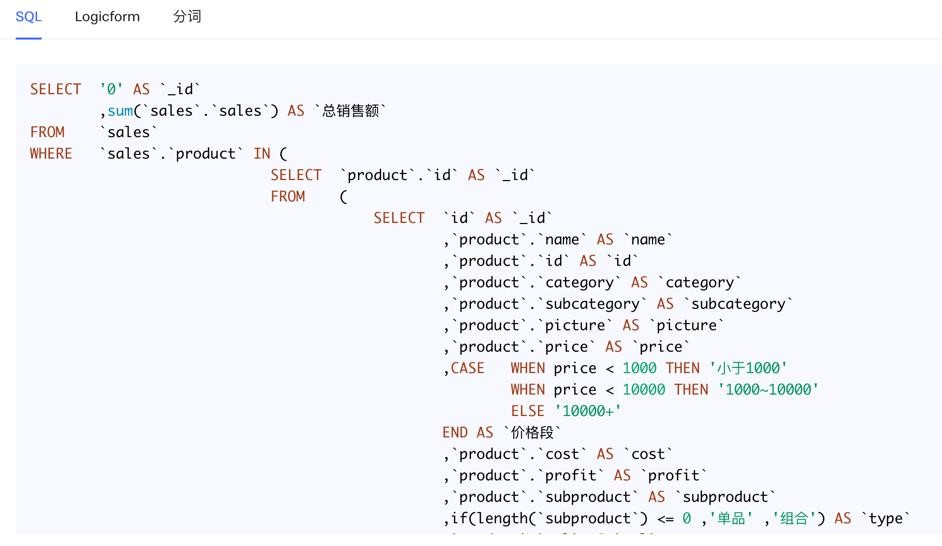 SQL Logicform 分词
SELECT '0' AS `_id`
,sum(`sales`.`sales`) AS `总销售额`
FROM `sales`
WHERE `sales`.`product` IN (
SELECT `product`.`id` AS `_id`
FROM (
SELECT `id` AS `_id`
,`product`.`name` AS `name`
,`product`.`id` AS `id`
,`product`.`category` AS `category`
,`product`.`subcategory` AS `subcategory`
,`product`.`picture` AS `picture`
,`product`.`price` AS `price`
,CASE WHEN price < 1000 THEN '小于1000'
WHEN price < 10000 THEN '1000~10000'
ELSE '10000+'
END AS `价格段`
,`product`.`cost` AS `cost`
,`product`.`profit` AS `profit`
,`product`.`subproduct` AS `subproduct`
,if(length(`subproduct`) <= 0 ,'单品' ,'组合') AS `type`